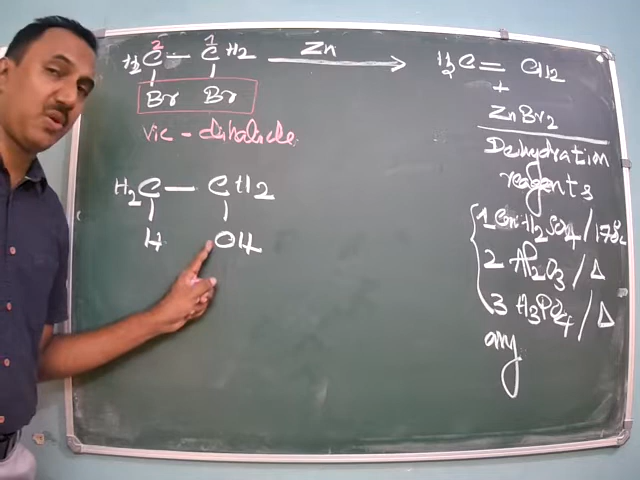 2 1
H₂C — CH₂ Zn → H₂C = CH₂
Br Br +
ZnBr₂
vic - dihalide
Dehydration
reagents
H₂C — CH₂
H OH
1 Con H₂SO₄ / 170°C
2 Al₂O₃ / Δ
3 H₃PO₄ / Δ
any